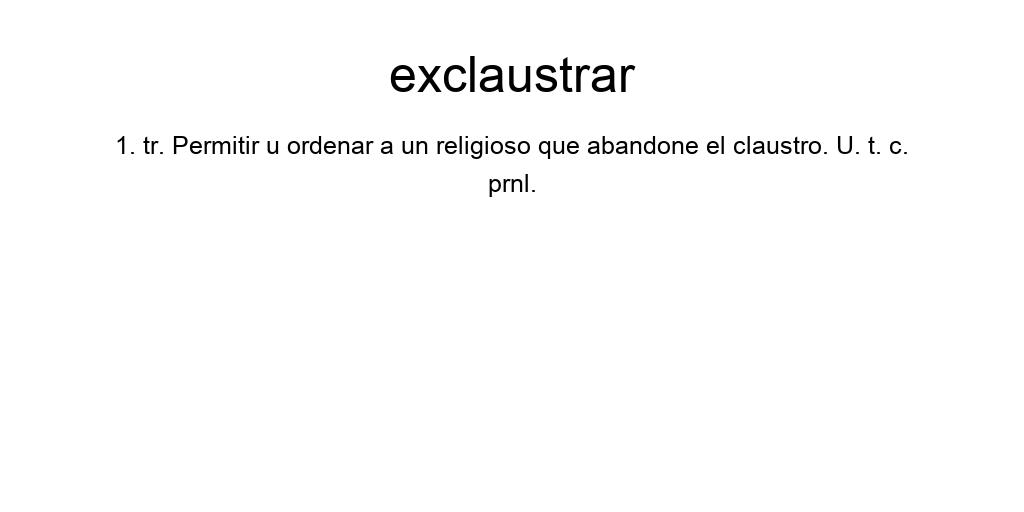 exclaustrar
1. tr. Permitir u ordenar a un religioso que abandone el claustro. U. t. c.
prnl.